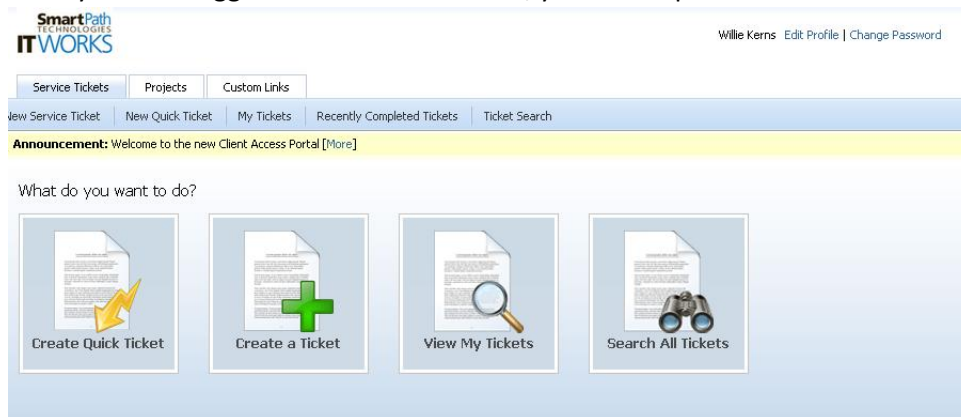 SmartPath
TECHNOLOGIES
ITWORKS
Willie Kerns Edit Profile | Change Password
Service Tickets Projects Custom Links
New Service Ticket New Quick Ticket My Tickets Recently Completed Tickets Ticket Search
Announcement: Welcome to the new Client Access Portal [More]
What do you want to do?
Create Quick Ticket Create a Ticket View My Tickets Search All Tickets